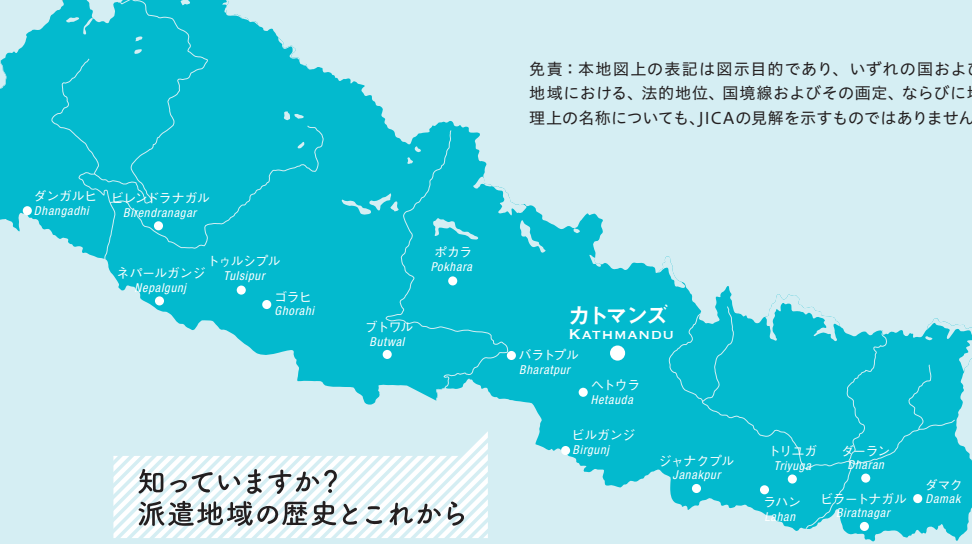 免責：本地図上の表記は図示目的であり、いずれの国および
地域における、法的地位、国境線およびその画定、ならびに地
理上の名称についても、JICAの見解を示すものではありません
ダンガルヒ
Dhangadhi
ビレンドラナガル
Birendranagar
ネパールガンジ
Nepalgunj
トゥルシプル
Tulsipur
ゴラヒ
Ghorahi
ポカラ
Pokhara
ブトワル
Butwal
カトマンズ
KATHMANDU
バラトプル
Bharatpur
ヘトウラ
Hetauda
ビルガンジ
Birgunj
ジャナクプル
Janakpur
トリユガ
Triyuga
ダーラン
Dharan
ラハン
Lahan
ビラートナガル
Biratnagar
ダマク
Damak
知っていますか？
派遣地域の歴史とこれから